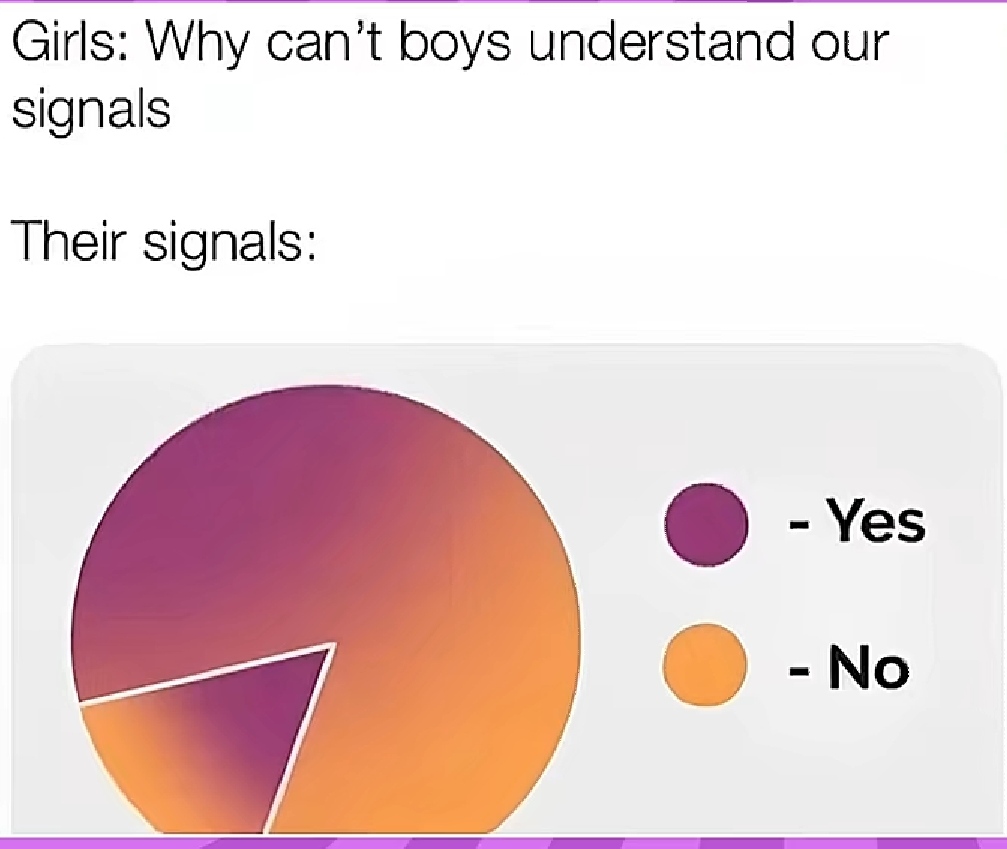 Girls: Why can't boys understand our
signals
Their signals:
- Yes
- No